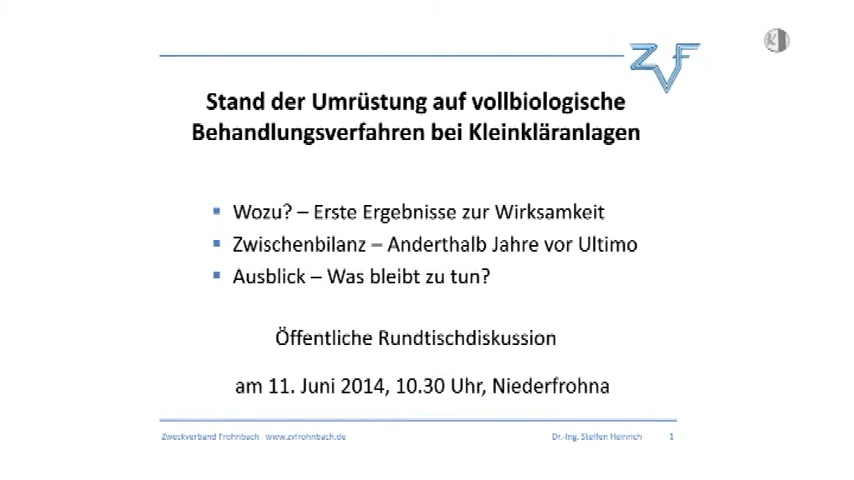 ZVF
Stand der Umrüstung auf vollbiologische
Behandlungsverfahren bei Kleinkläranlagen
▪ Wozu? – Erste Ergebnisse zur Wirksamkeit
▪ Zwischenbilanz – Anderthalb Jahre vor Ultimo
▪ Ausblick – Was bleibt zu tun?
Öffentliche Rundtischdiskussion
am 11. Juni 2014, 10.30 Uhr, Niederfrohna
Zweckverband Frohnbach www.zvfrohnbach.de Dr.-Ing. Steffen Heinrich 1